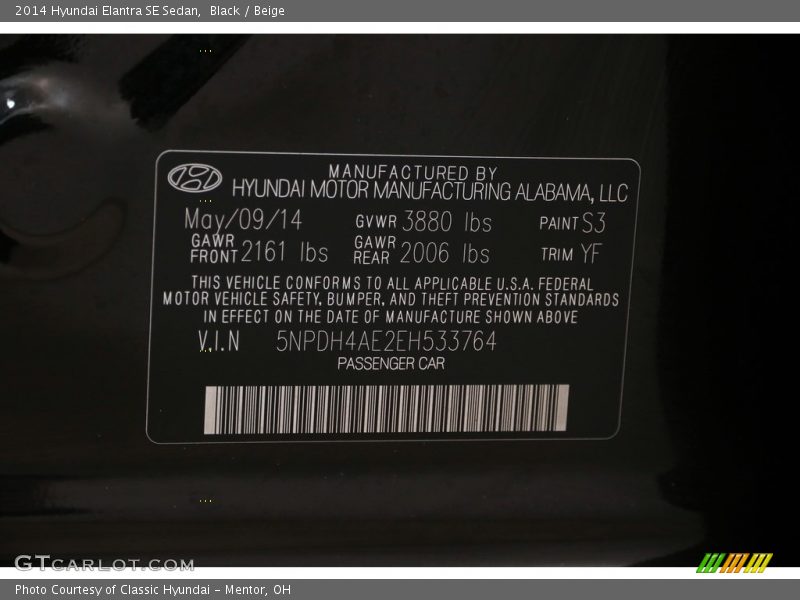 2014 Hyundai Elantra SE Sedan, Black / Beige
MANUFACTURED BY
HYUNDAI MOTOR MANUFACTURING ALABAMA, LLC
May/09/14 GVWR 3880 lbs PAINT S3
GAWR FRONT 2161 lbs GAWR REAR 2006 lbs TRIM YF
THIS VEHICLE CONFORMS TO ALL APPLICABLE U.S.A. FEDERAL
MOTOR VEHICLE SAFETY, BUMPER, AND THEFT PREVENTION STANDARDS
IN EFFECT ON THE DATE OF MANUFACTURE SHOWN ABOVE
V.I.N 5NPDH4AE2EH533764
PASSENGER CAR
GTCARLOT.COM
Photo Courtesy of Classic Hyundai - Mentor, OH